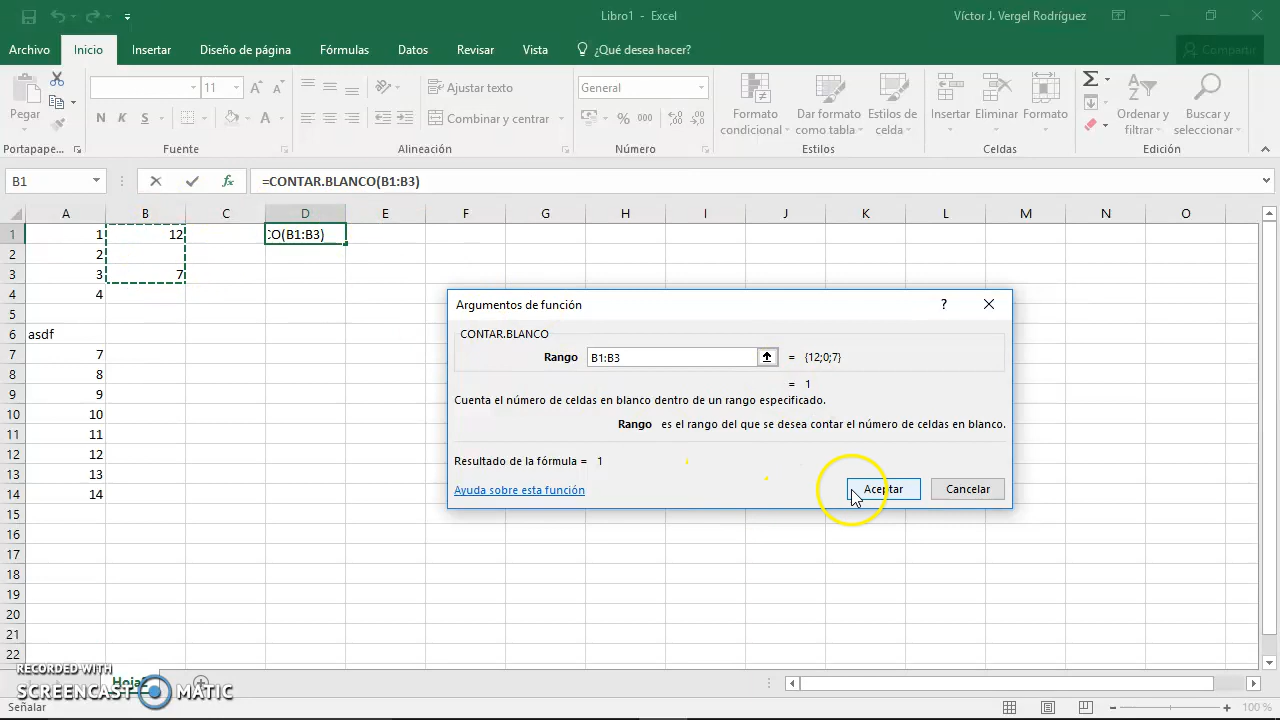 Libro1 - Excel
Víctor J. Vergel Rodríguez
Archivo Inicio Insertar Diseño de página Fórmulas Datos Revisar Vista ¿Qué desea hacer? Compartir
Pegar
11
N K S
Ajustar texto
Combinar y centrar
General
% 000
Formato condicional
Dar formato como tabla
Estilos de celda
Insertar Eliminar Formato
Ordenar y filtrar
Buscar y seleccionar
Portapape... Fuente Alineación Número Estilos Celdas Edición
B1 =CONTAR.BLANCO(B1:B3)
A B C D E F G H I J K L M N O
1 1 12 CO(B1:B3)
2 2
3 3 7
4 4
5
6 asdf
7 7
8 8
9 9
10 10
11 11
12 12
13 13
14 14
15
16
17
18
19
20
21
22
Argumentos de función
?
CONTAR.BLANCO
Rango B1:B3 = {12;0;7}
= 1
Cuenta el número de celdas en blanco dentro de un rango especificado.
Rango es el rango del que se desea contar el número de celdas en blanco.
Resultado de la fórmula = 1
Ayuda sobre esta función
Aceptar Cancelar
RECORDED WITH
SCREENCAST MATIC
Señalar
100 %